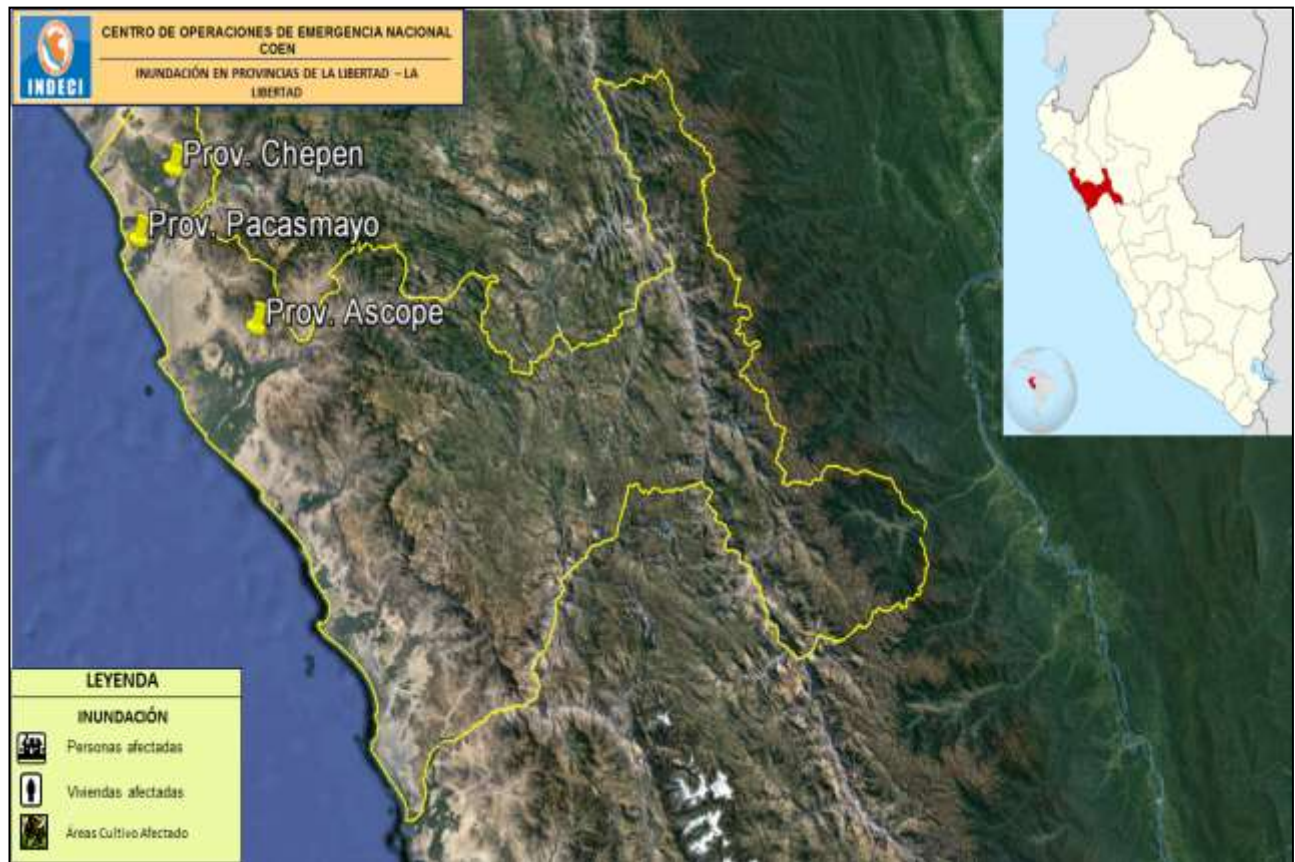 CENTRO DE OPERACIONES DE EMERGENCIA NACIONAL
COEN
INUNDACIÓN EN PROVINCIAS DE LA LIBERTAD – LA
LIBERTAD
INDECI
Prov. Chepen
Prov. Pacasmayo
Prov. Ascope
LEYENDA
INUNDACIÓN
Personas afectadas
Viviendas afectadas
Áreas Cultivo Afectado